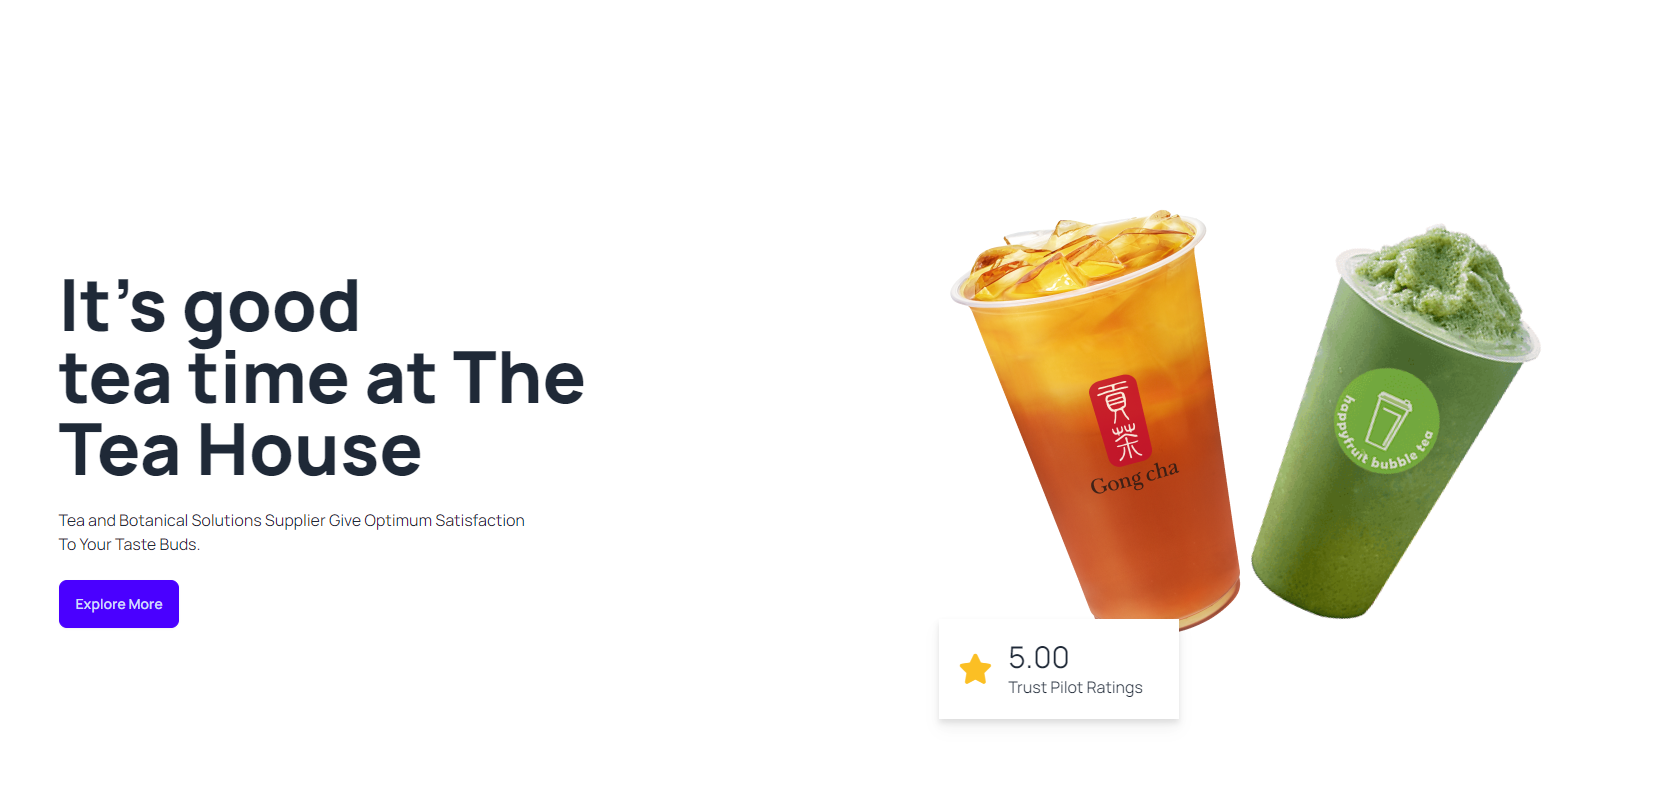 It’s good
tea time at The
Tea House
Tea and Botanical Solutions Supplier Give Optimum Satisfaction
To Your Taste Buds.
Explore More
貢
茶
Gong cha
happyfruit bubble tea
5.00
Trust Pilot Ratings